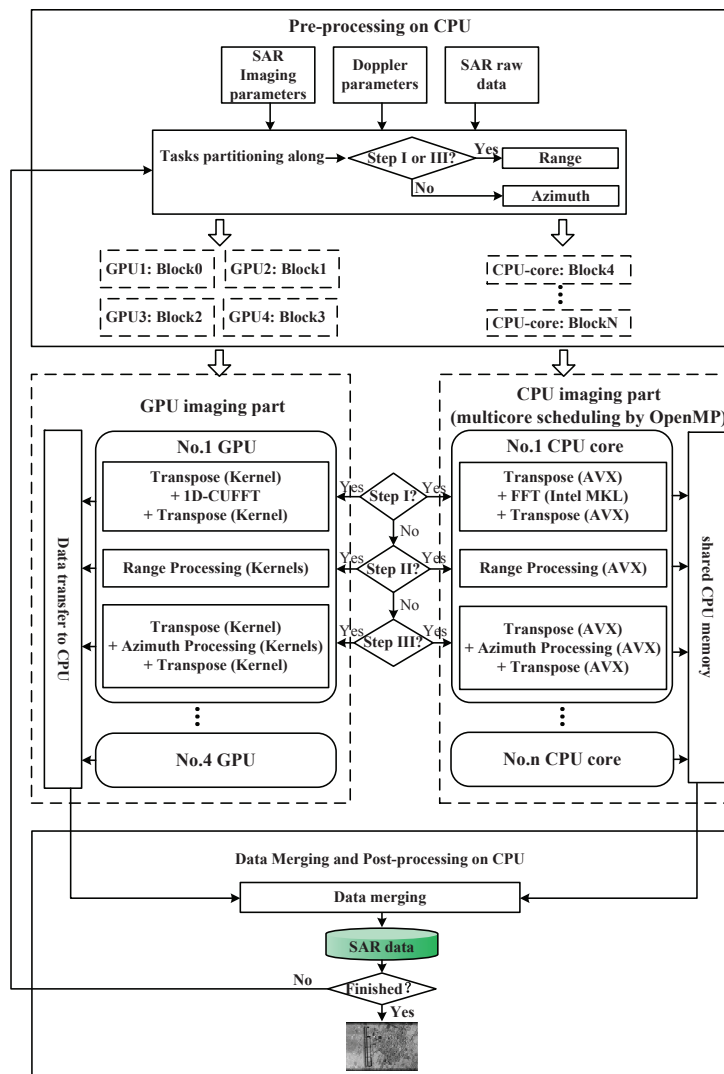 Pre-processing on CPU
SAR
Imaging
parameters
Doppler
parameters
SAR raw
data
Tasks partitioning along
Step I or III?
Yes
Range
No
Azimuth
GPU1: Block0
GPU2: Block1
GPU3: Block2
GPU4: Block3
CPU-core: Block4
CPU-core: BlockN
GPU imaging part
CPU imaging part
(multicore scheduling by OpenMP)
No.1 GPU
No.1 CPU core
Transpose (Kernel)
+ 1D-CUFFT
+ Transpose (Kernel)
Yes
Step I?
Yes
Transpose (AVX)
+ FFT (Intel MKL)
+ Transpose (AVX)
No
Range Processing (Kernels)
Yes
Step II?
Yes
Range Processing (AVX)
No
Transpose (Kernel)
+ Azimuth Processing (Kernels)
+ Transpose (Kernel)
Yes
Step III?
Yes
Transpose (AVX)
+ Azimuth Processing (AVX)
+ Transpose (AVX)
Data transfer to CPU
shared CPU memory
No.4 GPU
No.n CPU core
Data Merging and Post-processing on CPU
Data merging
SAR data
No
Finished?
Yes